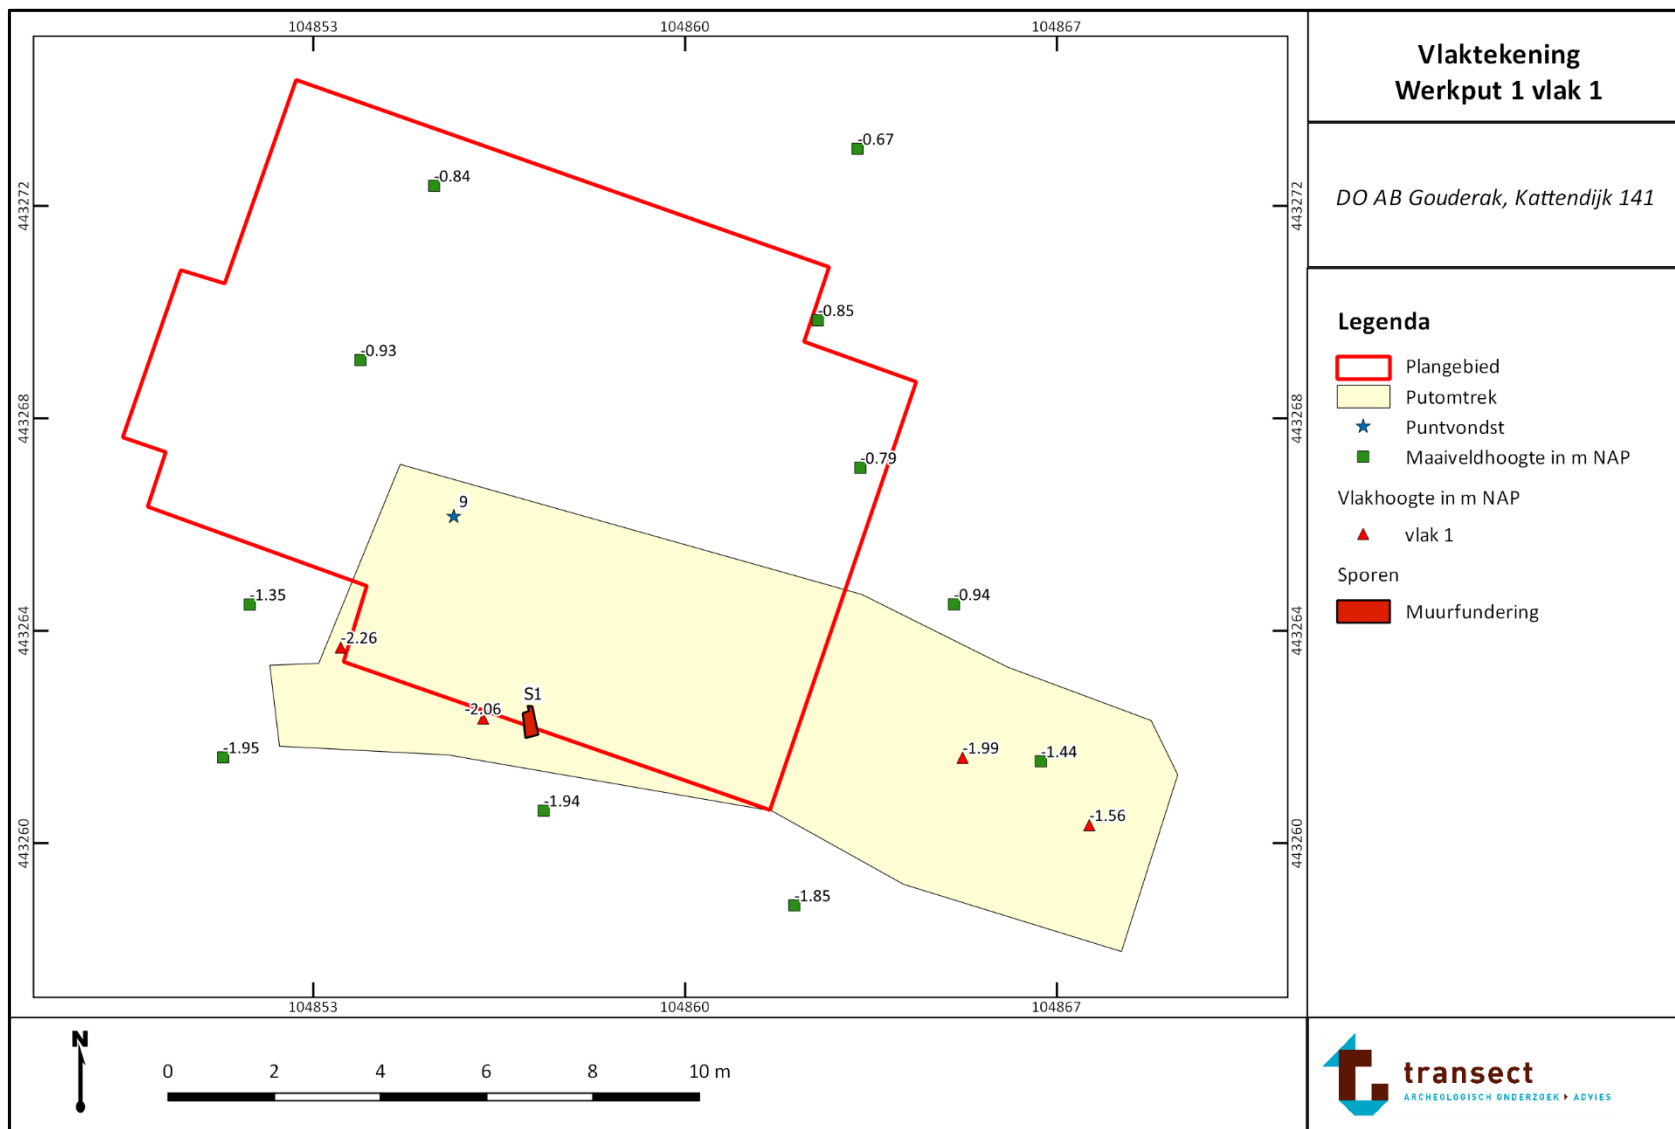 104853
104860
104867
443272
443268
443264
443260
-0.67
-0.84
-0.85
-0.93
-0.79
9
-1.35
-0.94
-2.26
S1
-2.06
-1.95
-1.99
-1.44
-1.94
-1.56
-1.85
443272
443268
443264
443260
104853
104860
104867
N
0 2 4 6 8 10 m
Vlaktekening
Werkput 1 vlak 1
DO AB Gouderak, Kattendijk 141
Legenda
Plangebied
Putomtrek
Puntvondst
Maaiveldhoogte in m NAP
Vlakhoogte in m NAP
vlak 1
Sporen
Muurfundering
transect
ARCHEOLOGISCH ONDERZOEK ▸ ADVIES